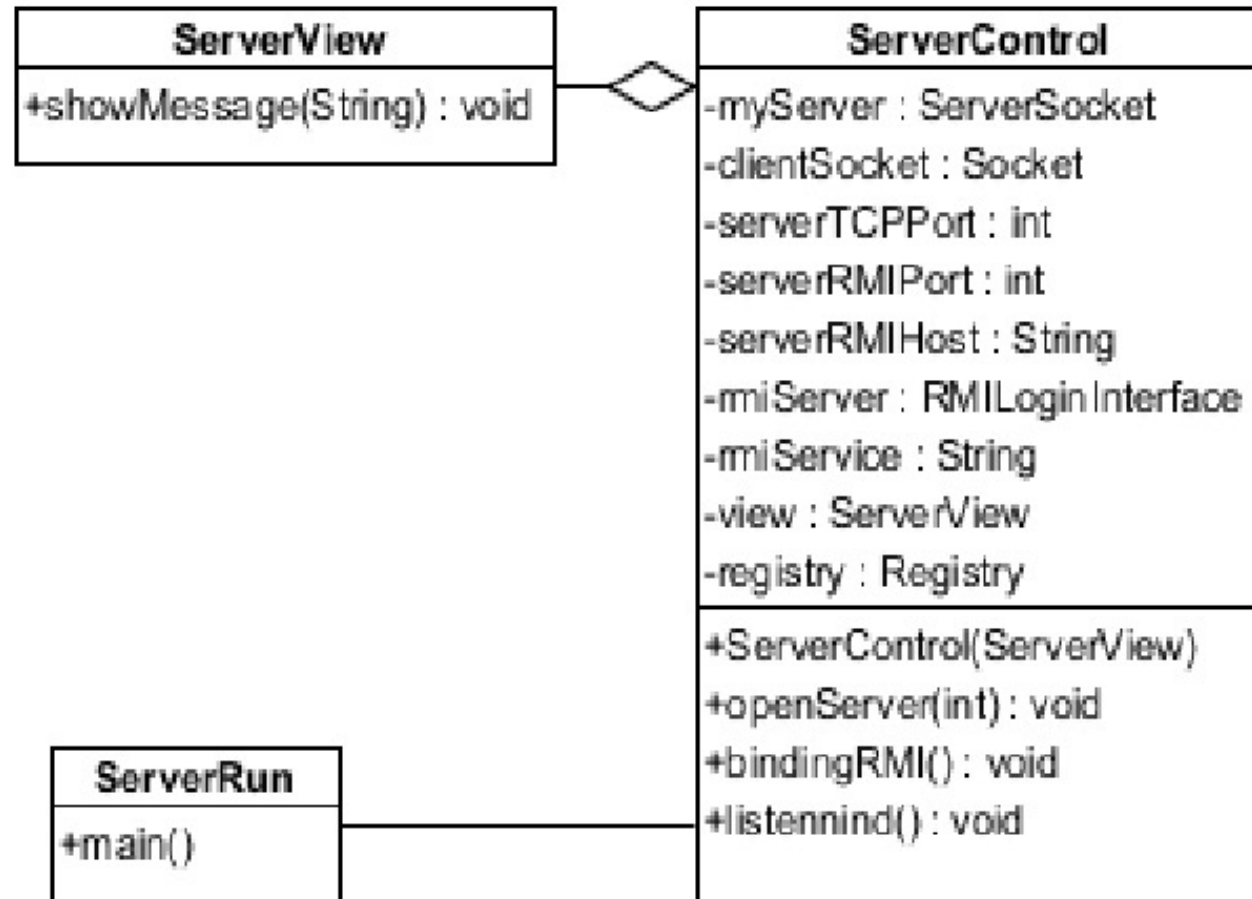 ServerView
+showMessage(String) : void
ServerControl
-myServer : ServerSocket
-clientSocket : Socket
-serverTCPPort : int
-serverRMIPort : int
-serverRMIHost : String
-rmiServer : RMILoginInterface
-rmiService : String
-view : ServerView
-registry : Registry
+ServerControl(ServerView)
+openServer(int) : void
+bindingRMI() : void
+listennind() : void
ServerRun
+main()